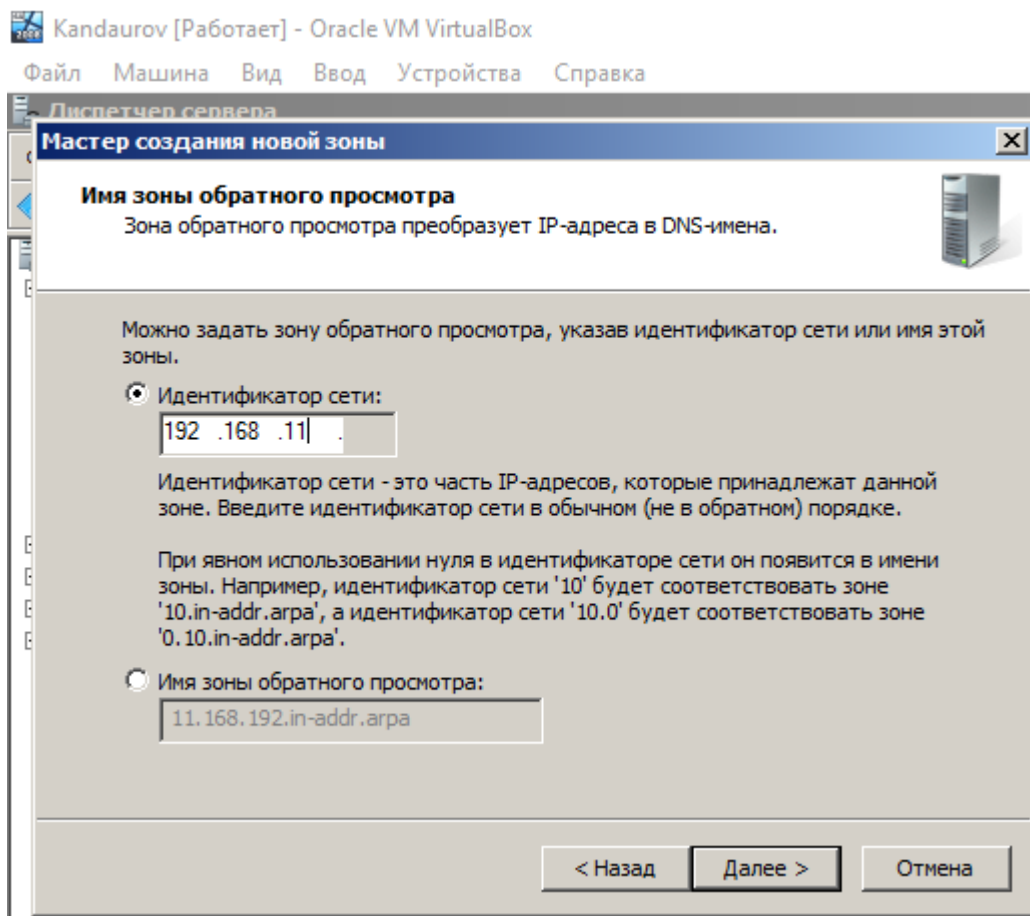 Kandaurov [Работает] - Oracle VM VirtualBox
Файл Машина Вид Ввод Устройства Справка
Диспетчер сервера
Мастер создания новой зоны
Имя зоны обратного просмотра
Зона обратного просмотра преобразует IP-адреса в DNS-имена.
Можно задать зону обратного просмотра, указав идентификатор сети или имя этой
зоны.
Идентификатор сети:
192 .168 .11 .
Идентификатор сети - это часть IP-адресов, которые принадлежат данной
зоне. Введите идентификатор сети в обычном (не в обратном) порядке.
При явном использовании нуля в идентификаторе сети он появится в имени
зоны. Например, идентификатор сети '10' будет соответствовать зоне
'10.in-addr.arpa', а идентификатор сети '10.0' будет соответствовать зоне
'0.10.in-addr.arpa'.
Имя зоны обратного просмотра:
11.168.192.in-addr.arpa
< Назад Далее > Отмена